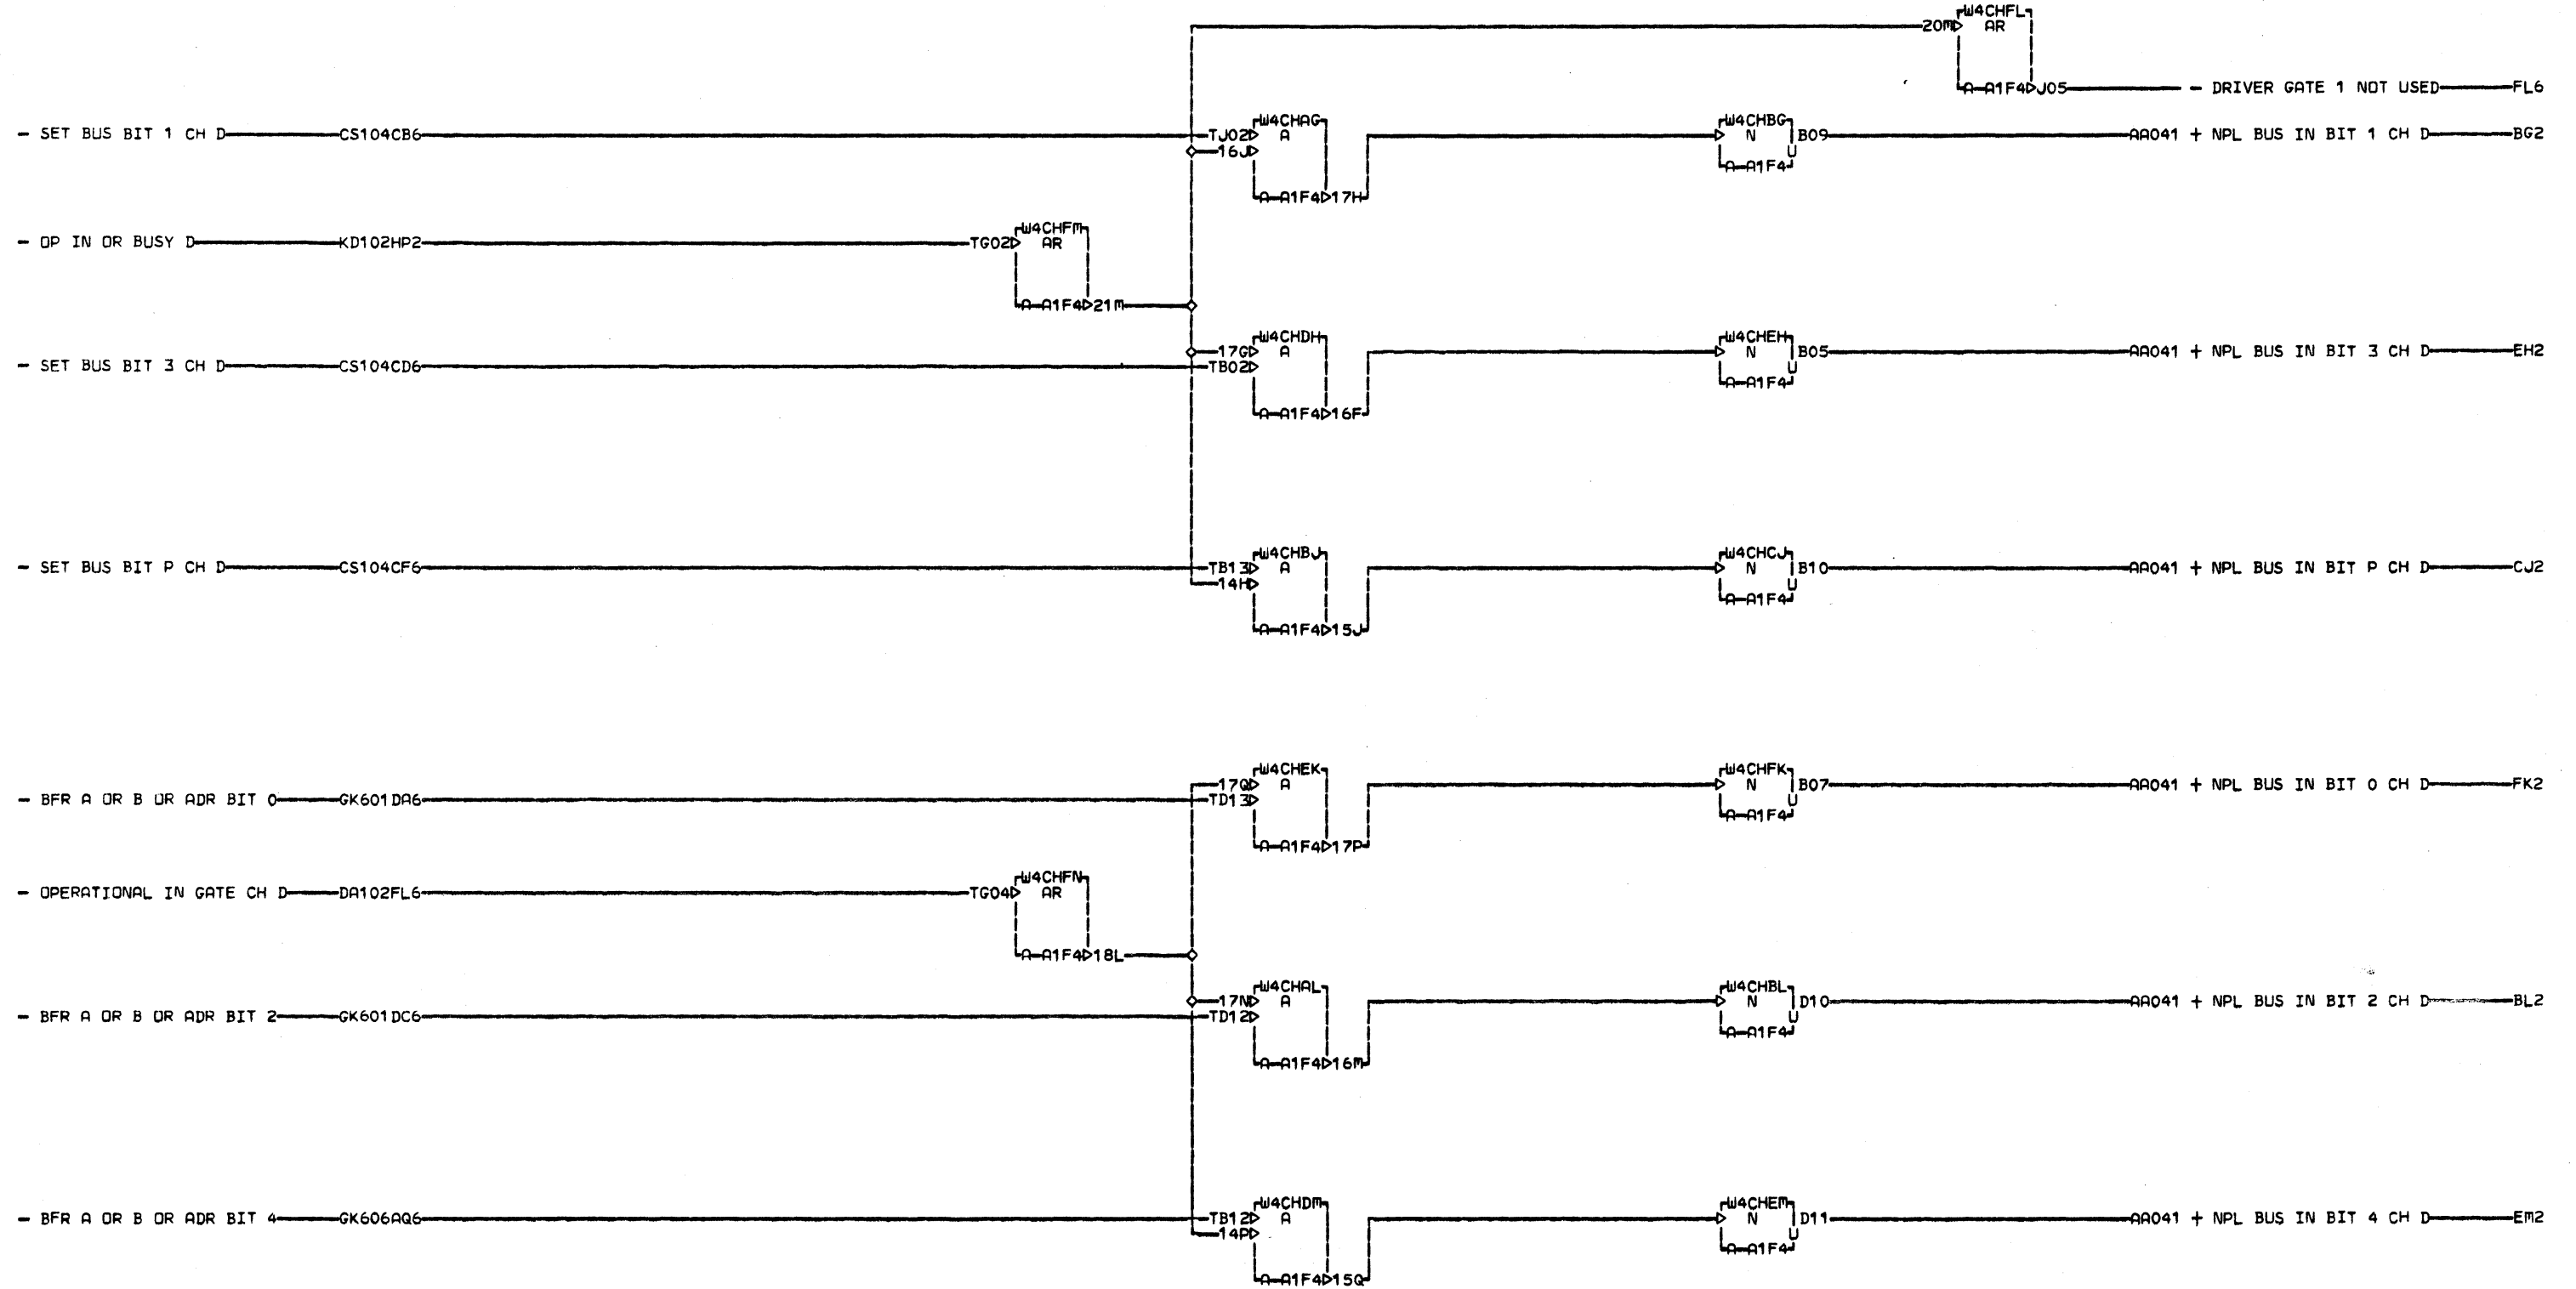 W4CHFL
20M AR
A-A1F4 J05 - DRIVER GATE 1 NOT USED FL6
- SET BUS BIT 1 CH D CS104CB6 TJ02 W4CHAG A W4CHBG N B09 AA041 + NPL BUS IN BIT 1 CH D BG2
16J U
A-A1F4
A-A1F4 17H
W4CHFM
- OP IN OR BUSY D KD102HP2 TG02 AR
A-A1F4 21M
W4CHDH W4CHEH
17G A N B05 AA041 + NPL BUS IN BIT 3 CH D EH2
- SET BUS BIT 3 CH D CS104CD6 TB02 U
A-A1F4
A-A1F4 16F
W4CHBJ W4CHCJ
- SET BUS BIT P CH D CS104CF6 TB13 A N B10 AA041 + NPL BUS IN BIT P CH D CJ2
14H U
A-A1F4
A-A1F4 15J
W4CHEK W4CHFK
17Q A N B07 AA041 + NPL BUS IN BIT 0 CH D FK2
- BFR A OR B OR ADR BIT 0 GK601DA6 TD13 U
A-A1F4
A-A1F4 17P
W4CHFN
- OPERATIONAL IN GATE CH D DA102FL6 TG04 AR
A-A1F4 18L
W4CHAL W4CHBL
17N A N D10 AA041 + NPL BUS IN BIT 2 CH D BL2
- BFR A OR B OR ADR BIT 2 GK601DC6 TD12 U
A-A1F4
A-A1F4 16M
W4CHDM W4CHEM
- BFR A OR B OR ADR BIT 4 GK606AQ6 TB12 A N D11 AA041 + NPL BUS IN BIT 4 CH D EM2
14P U
A-A1F4
A-A1F4 15Q